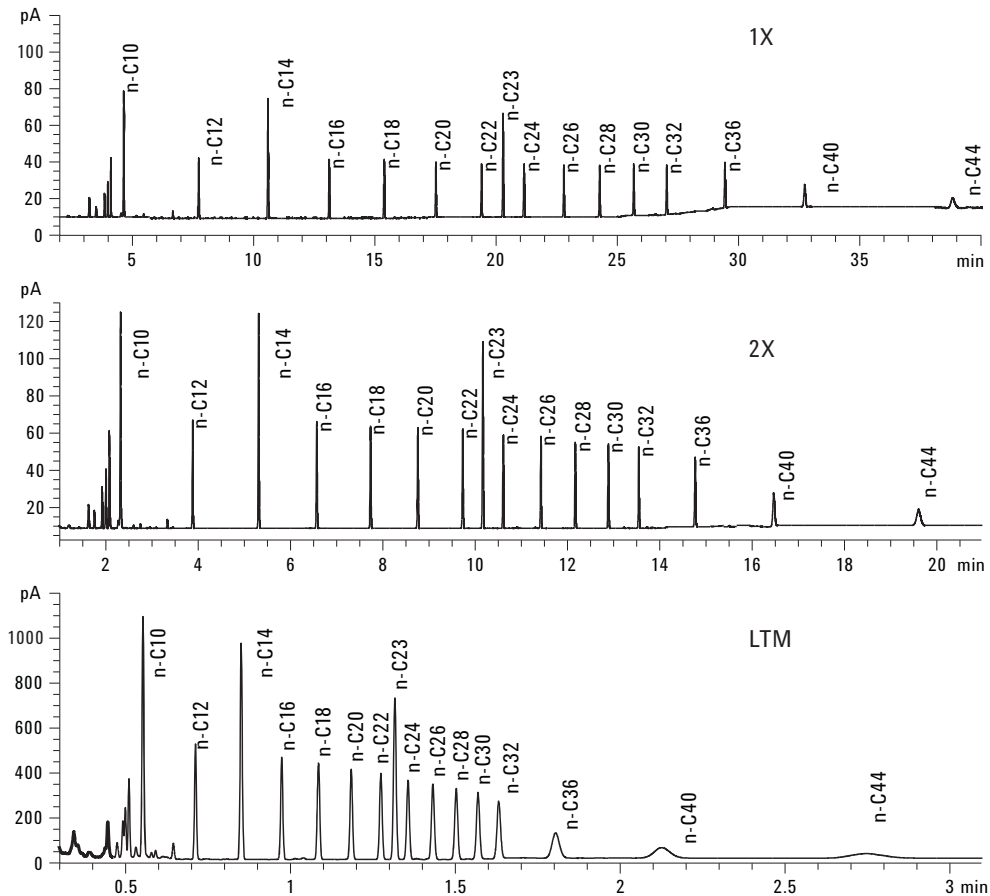 pA
100
80
60
40
20
0
1X
n-C10
n-C12
n-C14
n-C16
n-C18
n-C20
n-C22
n-C23
n-C24
n-C26
n-C28
n-C30
n-C32
n-C36
n-C40
n-C44
5 10 15 20 25 30 35 min
pA
120
100
80
60
40
20
2X
n-C10
n-C12
n-C14
n-C16
n-C18
n-C20
n-C22
n-C23
n-C24
n-C26
n-C28
n-C30
n-C32
n-C36
n-C40
n-C44
2 4 6 8 10 12 14 16 18 20 min
pA
1000
800
600
400
200
0
LTM
n-C10
n-C12
n-C14
n-C16
n-C18
n-C20
n-C22
n-C23
n-C24
n-C26
n-C28
n-C30
n-C32
n-C36
n-C40
n-C44
0.5 1 1.5 2 2.5 3 min